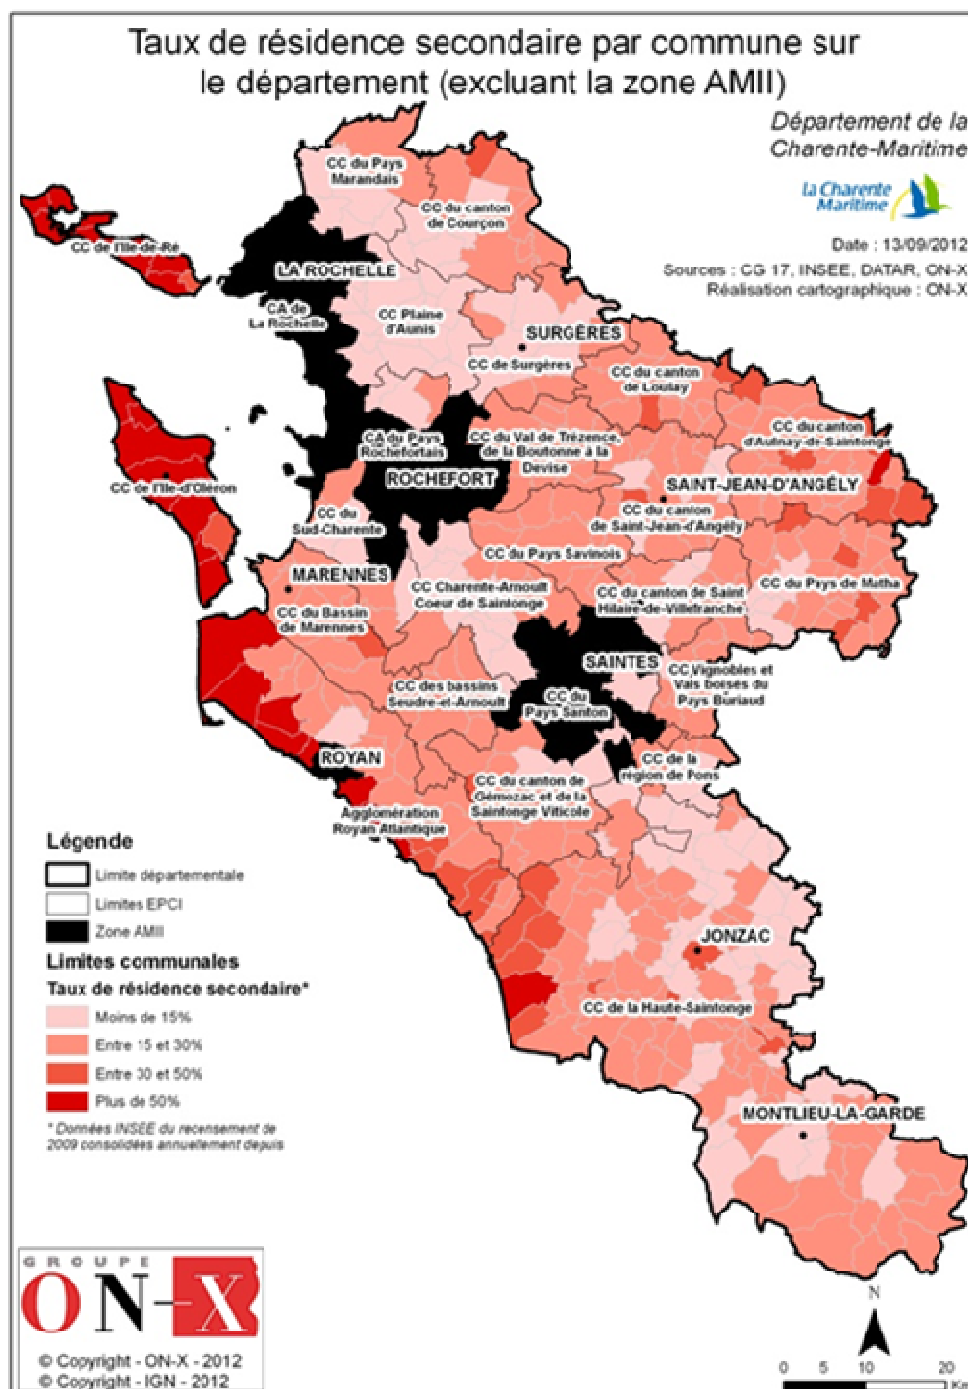 Taux de résidence secondaire par commune sur
le département (excluant la zone AMII)
Département de la
Charente-Maritime
la Charente
Maritime
Date : 13/09/2012
Sources : CG 17, INSEE, DATAR, ON-X
Réalisation cartographique : ON-X
CC du Pays
Marandais
CC du canton
de Courçon
CC de l'Ile-de-Ré
LA ROCHELLE
CA de
La Rochelle
CC Plaine
d'Aunis
SURGÈRES
CC de Surgères
CC du canton
de Loulay
CC du canton
d'Aulnay-de-Saintonge
CA du Pays
Rochefortais
ROCHEFORT
CC du Val de Trézence,
de la Boutonne à la
Devise
SAINT-JEAN-D'ANGÉLY
CC de l'Ile-d'Oléron
CC du
Sud-Charente
CC du canton
de Saint-Jean-d'Angély
CC du Pays Savinois
MARENNES
CC Charente-Arnoult
Coeur de Saintonge
CC du canton de Saint
Hilaire-de-Villefranche
CC du Pays de Matha
CC du Bassin
de Marennes
SAINTES
CC des bassins
Seudre-et-Arnoult
CC du
Pays Santon
CC Vignobles et
Vals boisés du
Pays Buriaud
ROYAN
CC de la
région de Pons
CC du canton de
Gémozac et de la
Saintonge Viticole
Agglomération
Royan Atlantique
JONZAC
CC de la Haute-Saintonge
MONTLIEU-LA-GARDE
Légende
Limite départementale
Limites EPCI
Zone AMII
Limites communales
Taux de résidence secondaire*
Moins de 15%
Entre 15 et 30%
Entre 30 et 50%
Plus de 50%
* Données INSEE du recensement de
2009 consolidées annuellement depuis
GROUPE
ON-X
© Copyright - ON-X - 2012
© Copyright - IGN - 2012
N
0 5 10 20
Km